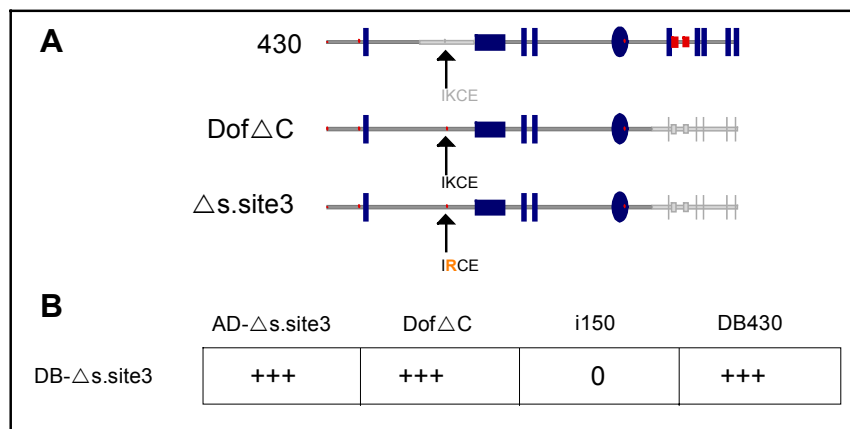 A
430
IKCE
Dof△C
IKCE
△s.site3
IRCE
B
AD-△s.site3 Dof△C i150 DB430
DB-△s.site3 +++ +++ 0 +++